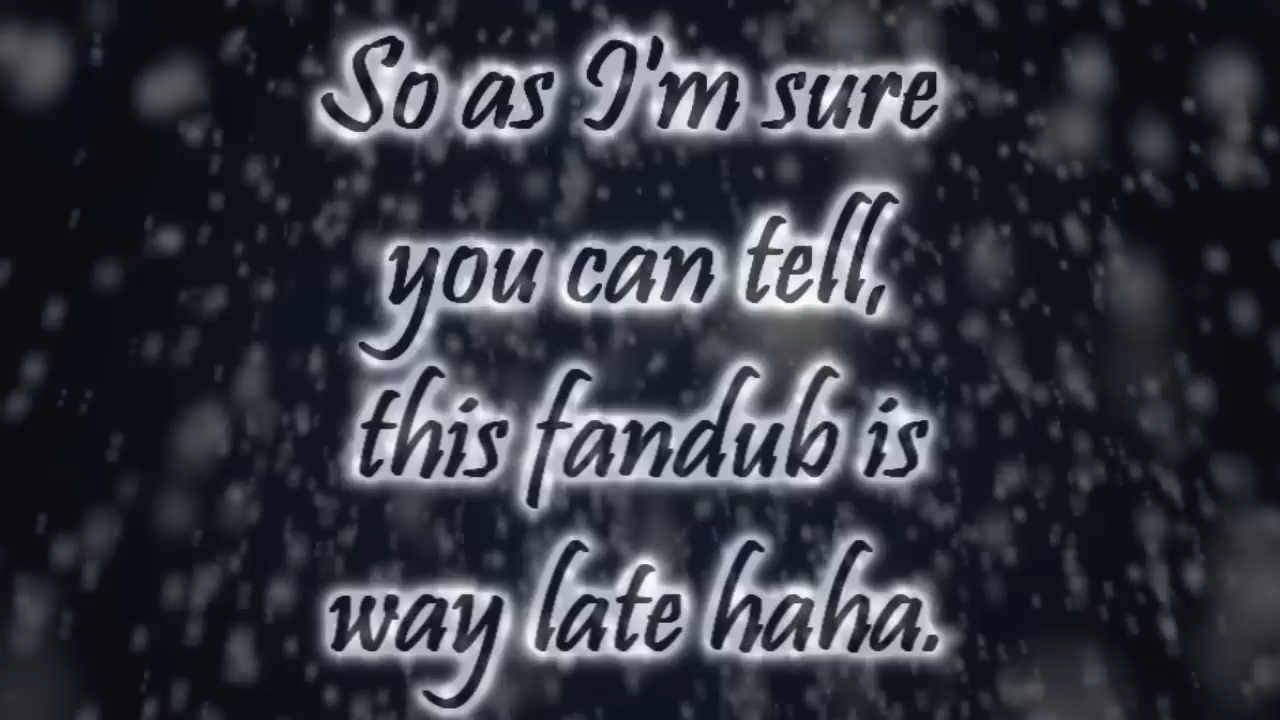 So as I'm sure
you can tell,
this fandub is
way late haha.